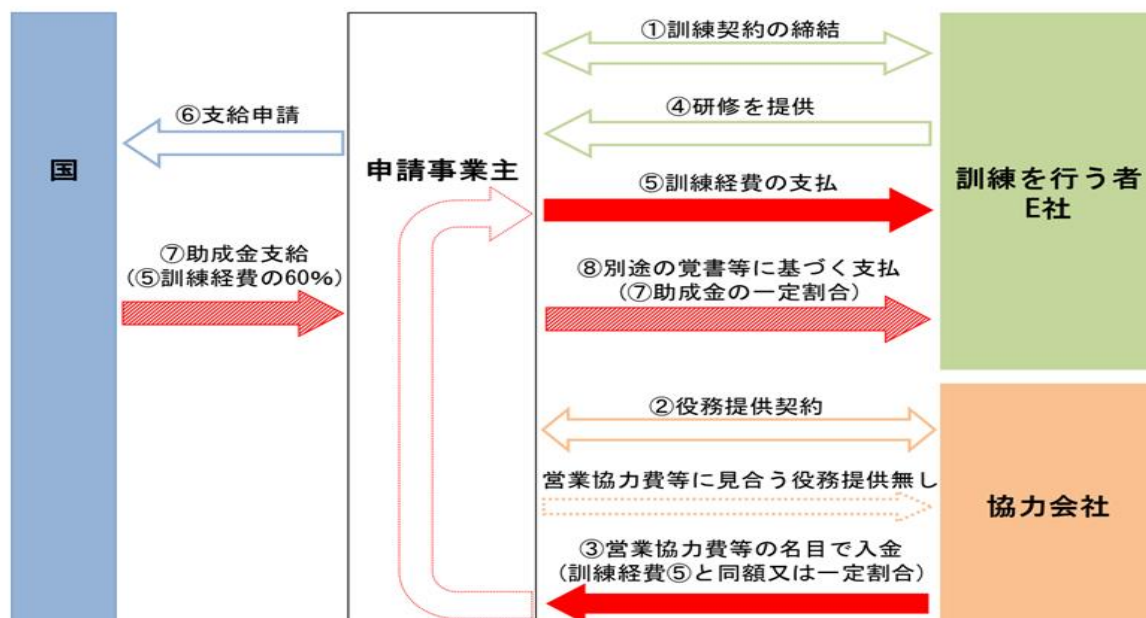 ①訓練契約の締結
⑥支給申請
④研修を提供
国
申請事業主
⑤訓練経費の支払
訓練を行う者
E社
⑦助成金支給
(⑤訓練経費の60%)
⑧別途の覚書等に基づく支払
(⑦助成金の一定割合)
②役務提供契約
営業協力費等に見合う役務提供無し
協力会社
③営業協力費等の名目で入金
(訓練経費⑤と同額又は一定割合)